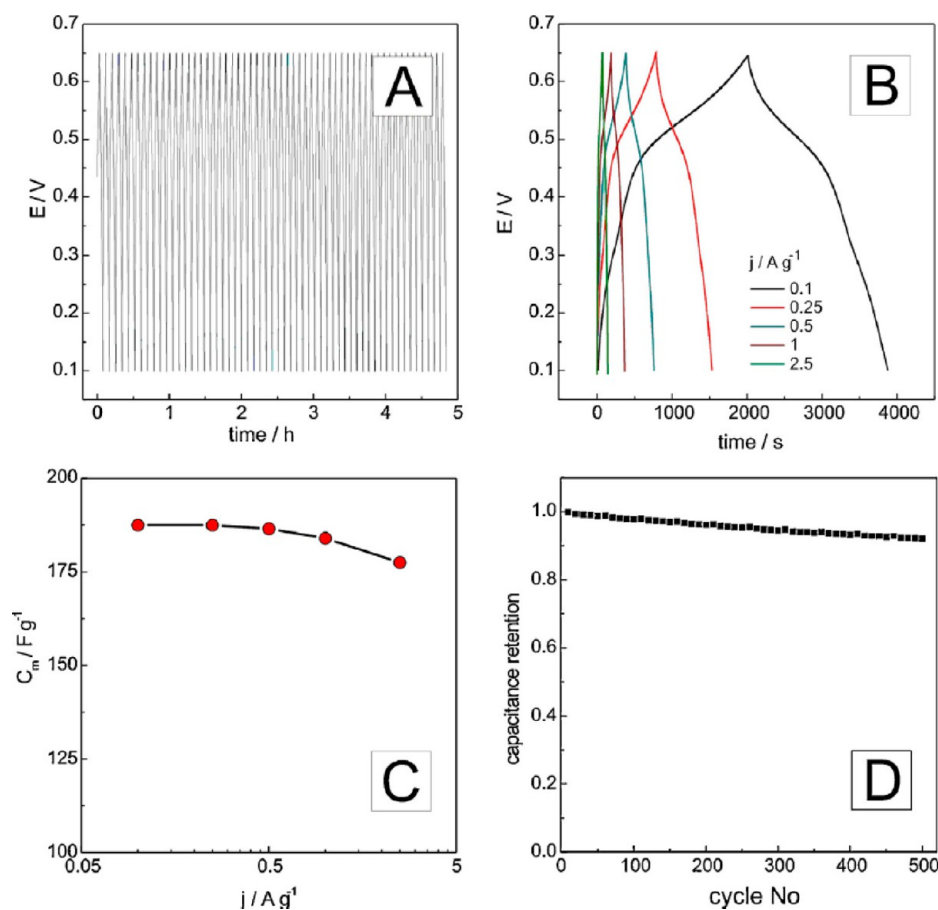 A
E / V
0.7
0.6
0.5
0.4
0.3
0.2
0.1
0 1 2 3 4 5
time / h
B
E / V
0.7
0.6
0.5
0.4
0.3
0.2
0.1
j / A g⁻¹
0.1
0.25
0.5
1
2.5
0 1000 2000 3000 4000
time / s
C
Cₘ / F g⁻¹
200
175
150
125
100
0.05 0.5 5
j / A g⁻¹
D
capacitance retention
1.0
0.8
0.6
0.4
0.2
0.0
0 100 200 300 400 500
cycle No